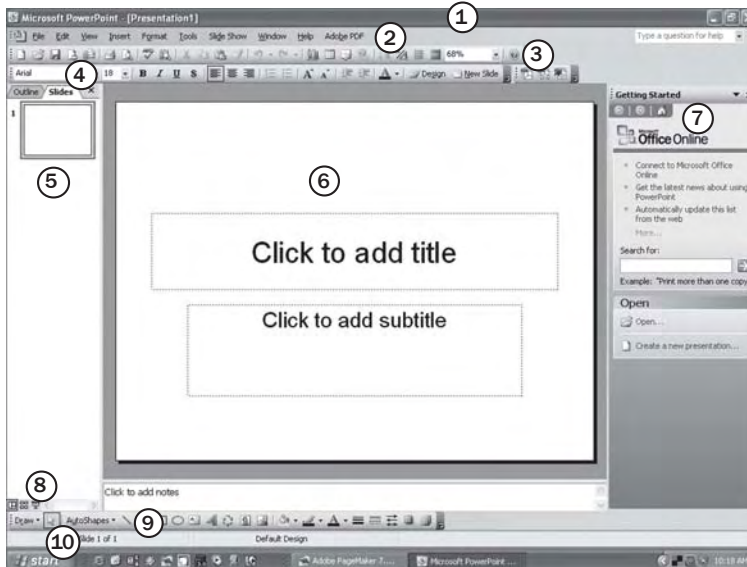 Microsoft PowerPoint - [Presentation1]
1
File Edit View Insert Format Tools Slide Show Window Help Adobe PDF
2
Type a question for help
68%
3
Arial
4
18
B I U S
A
Design
New Slide
Outline
Slides
1
5
6
Click to add title
Click to add subtitle
Getting Started
7
Microsoft
Office Online
Connect to Microsoft Office
Online
Get the latest news about using
PowerPoint
Automatically update this list
from the web
More...
Search for:
Example: "Print more than one copy
Open
Open...
Create a new presentation...
8
Click to add notes
Draw
AutoShapes
9
A
10
Slide 1 of 1
Default Design
start
Adobe PageMaker 7....
Microsoft PowerPoint ...
10:18 AM